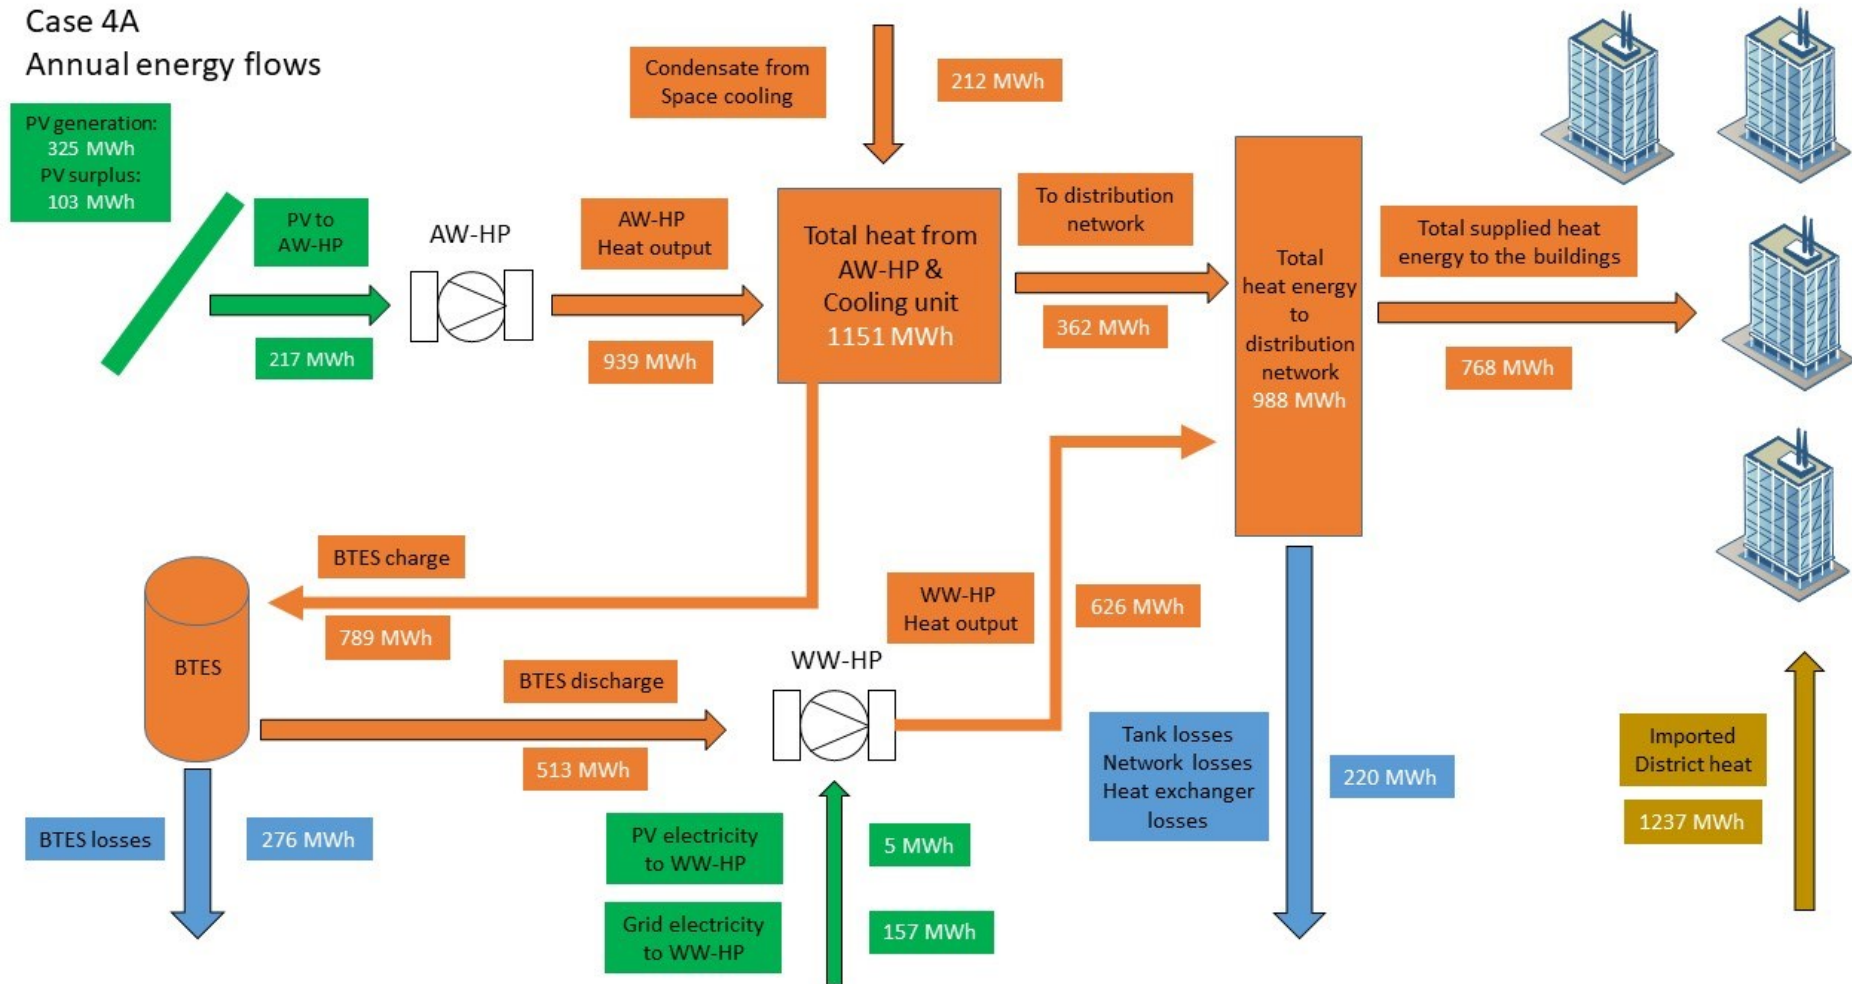 Case 4A
Annual energy flows
PV generation:
325 MWh
PV surplus:
103 MWh
PV to
AW-HP
217 MWh
AW-HP
AW-HP
Heat output
939 MWh
Condensate from
Space cooling
212 MWh
Total heat from
AW-HP &
Cooling unit
1151 MWh
To distribution
network
362 MWh
Total
heat energy
to
distribution
network
988 MWh
Total supplied heat
energy to the buildings
768 MWh
BTES charge
789 MWh
BTES
BTES discharge
513 MWh
BTES losses
276 MWh
WW-HP
WW-HP
Heat output
626 MWh
PV electricity
to WW-HP
5 MWh
Grid electricity
to WW-HP
157 MWh
Tank losses
Network losses
Heat exchanger
losses
220 MWh
Imported
District heat
1237 MWh